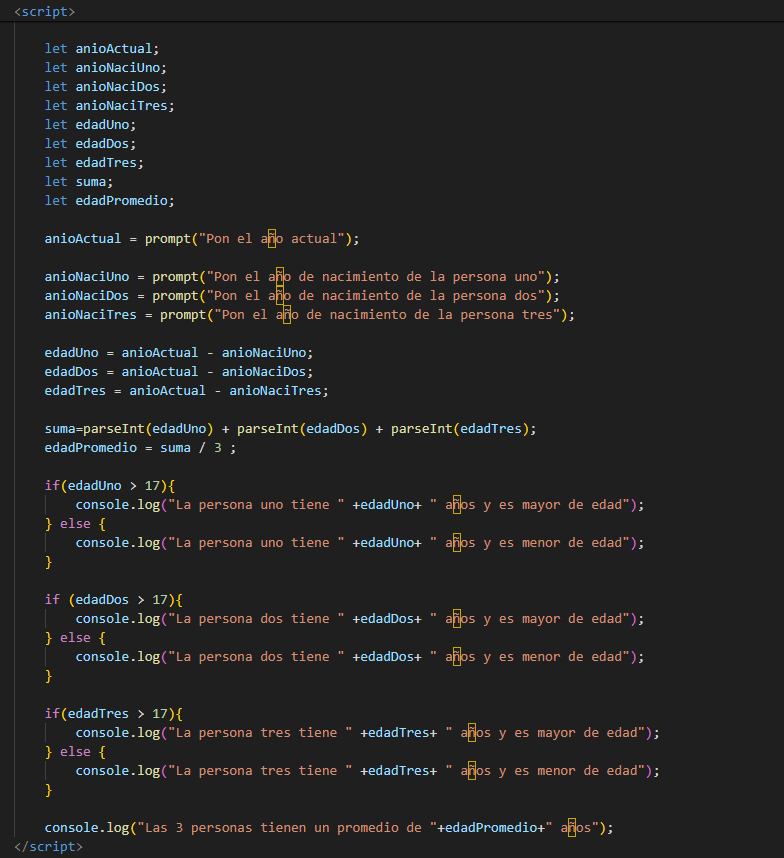 <script>
let anioActual;
let anioNaciUno;
let anioNaciDos;
let anioNaciTres;
let edadUno;
let edadDos;
let edadTres;
let suma;
let edadPromedio;
anioActual = prompt("Pon el año actual");
anioNaciUno = prompt("Pon el año de nacimiento de la persona uno");
anioNaciDos = prompt("Pon el año de nacimiento de la persona dos");
anioNaciTres = prompt("Pon el año de nacimiento de la persona tres");
edadUno = anioActual - anioNaciUno;
edadDos = anioActual - anioNaciDos;
edadTres = anioActual - anioNaciTres;
suma=parseInt(edadUno) + parseInt(edadDos) + parseInt(edadTres);
edadPromedio = suma / 3 ;
if(edadUno > 17){
console.log("La persona uno tiene " +edadUno+ " años y es mayor de edad");
} else {
console.log("La persona uno tiene " +edadUno+ " años y es menor de edad");
}
if (edadDos > 17){
console.log("La persona dos tiene " +edadDos+ " años y es mayor de edad");
} else {
console.log("La persona dos tiene " +edadDos+ " años y es menor de edad");
}
if(edadTres > 17){
console.log("La persona tres tiene " +edadTres+ " años y es mayor de edad");
} else {
console.log("La persona tres tiene " +edadTres+ " años y es menor de edad");
}
console.log("Las 3 personas tienen un promedio de "+edadPromedio+" años");
</script>